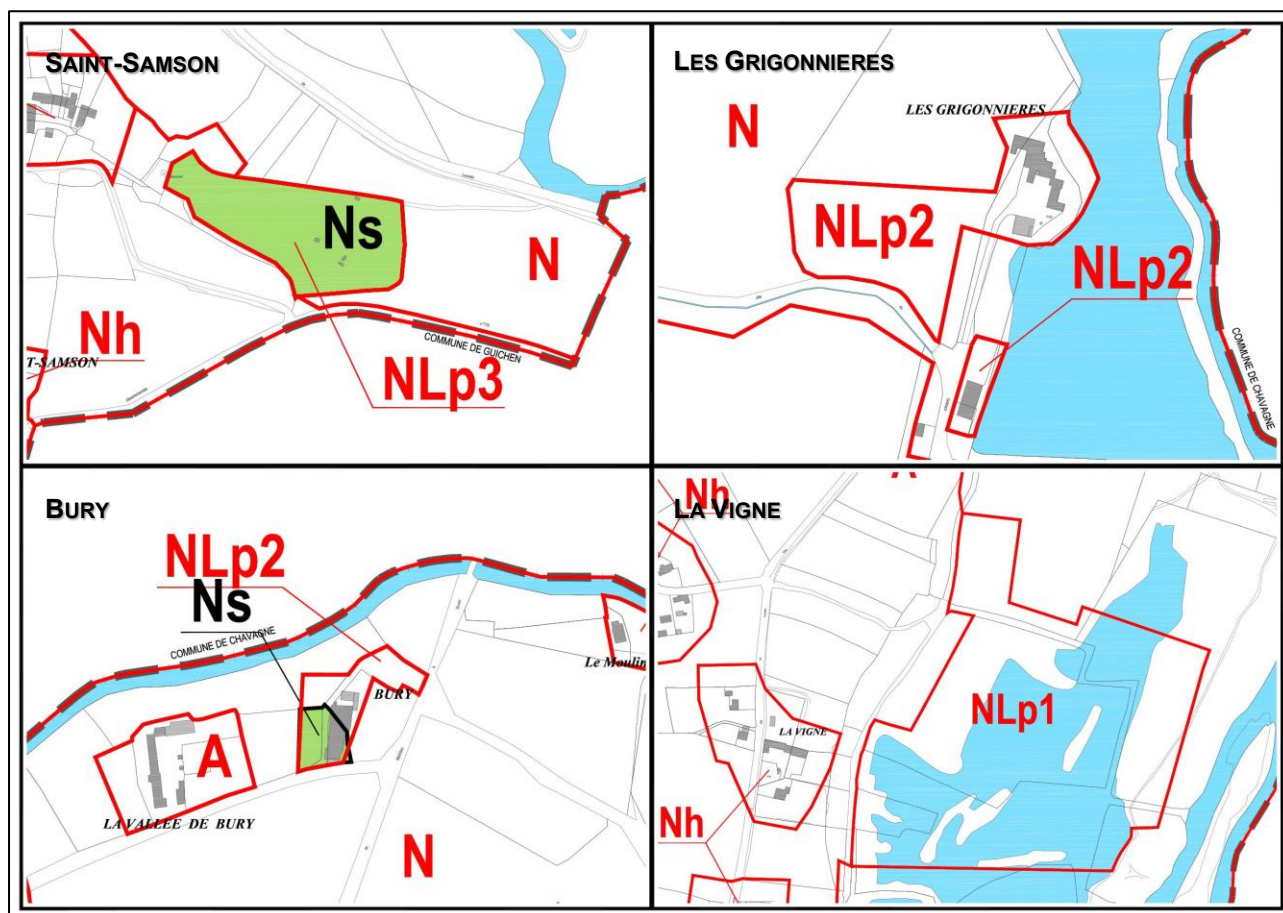 SAINT-SAMSON
Ns
N
Nh
T-SAMSON
NLp3
COMMUNE DE GUICHEN
LES GRIGONNIERES
LES GRIGONNIERES
N
NLp2
NLp2
COMMUNE DE CHAVAGNE
BURY
NLp2
Ns
COMMUNE DE CHAVAGNE
BURY
Le Moulin
A
LA VALLEE DE BURY
N
LA VIGNE
Nh
A
NLp1
LA VIGNE
Nh